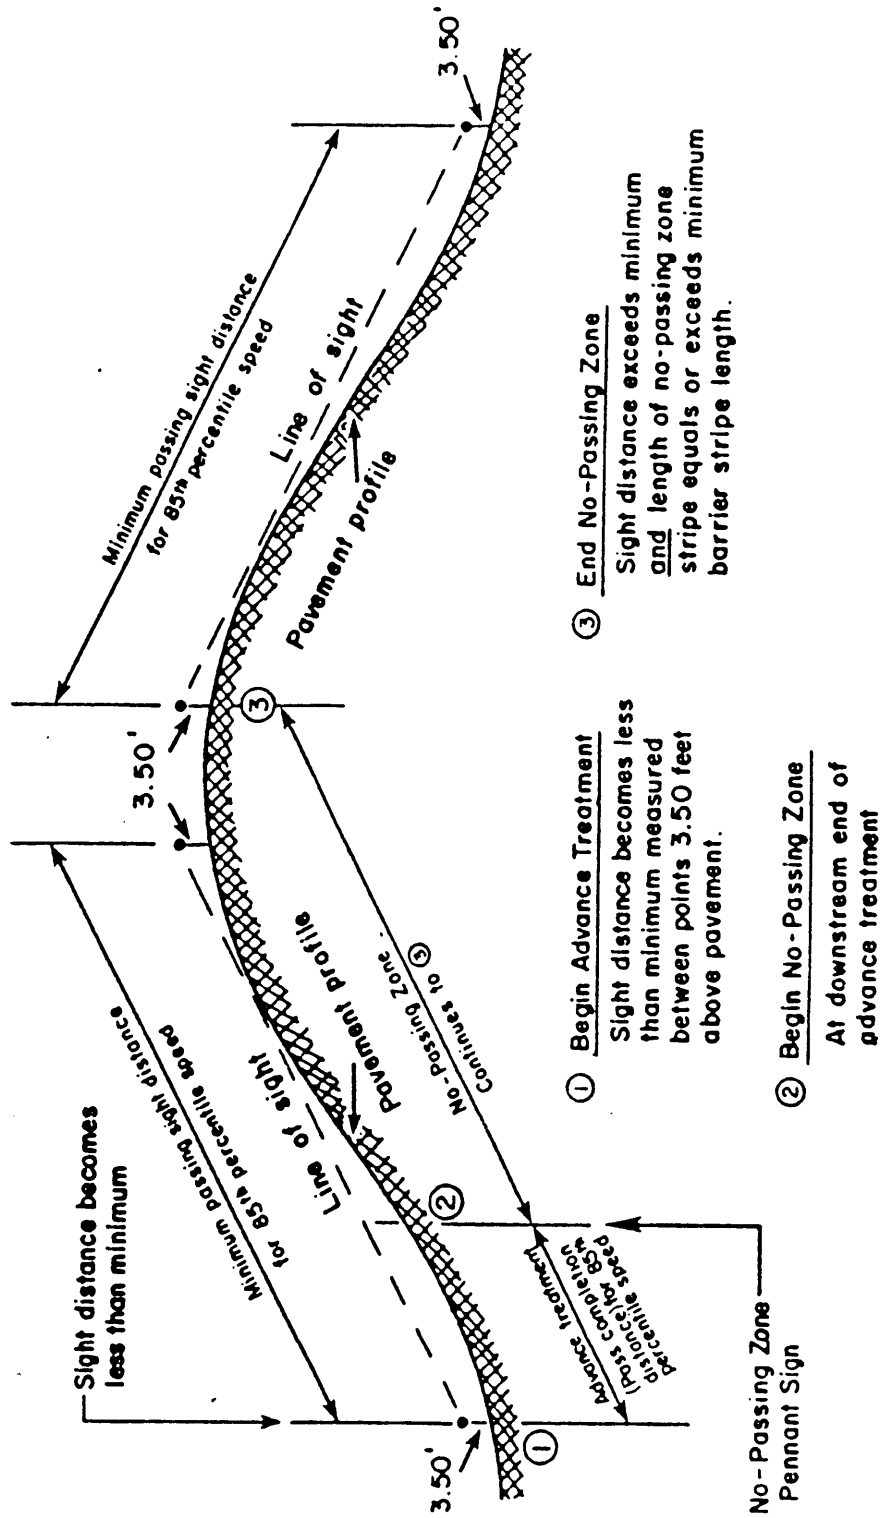 Sight distance becomes
less than minimum
Minimum passing sight distance
for 85th percentile speed
3.50'
Minimum passing sight distance
for 85th percentile speed
3.50'
Line of sight
Line of sight
3.50'
Pavement profile
Pavement profile
1
2
3
No-Passing Zone
Continues to 3
Advance treatment
(Pass completion
distance) for 85th
percentile speed
No-Passing Zone
Pennant Sign
1 Begin Advance Treatment
Sight distance becomes less
than minimum measured
between points 3.50 feet
above pavement.
2 Begin No-Passing Zone
At downstream end of
advance treatment
3 End No-Passing Zone
Sight distance exceeds minimum
and length of no-passing zone
stripe equals or exceeds minimum
barrier stripe length.